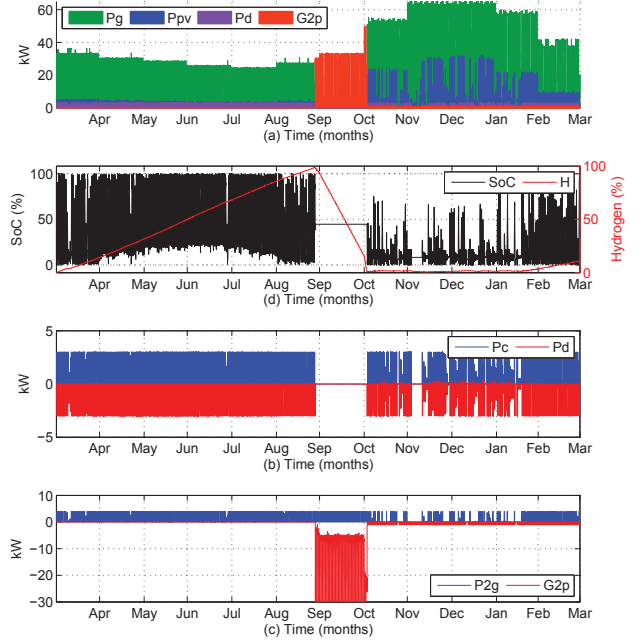 Pg Ppv Pd G2p
60
40
20
0
kW
Apr May Jun Jul Aug Sep Oct Nov Dec Jan Feb Mar
(a) Time (months)
100
50
0
SoC (%)
SoC H
100
50
0
Hydrogen (%)
Apr May Jun Jul Aug Sep Oct Nov Dec Jan Feb Mar
(d) Time (months)
5
0
−5
kW
Pc Pd
Apr May Jun Jul Aug Sep Oct Nov Dec Jan Feb Mar
(b) Time (months)
10
0
−10
−20
−30
kW
P2g G2p
Apr May Jun Jul Aug Sep Oct Nov Dec Jan Feb Mar
(c) Time (months)